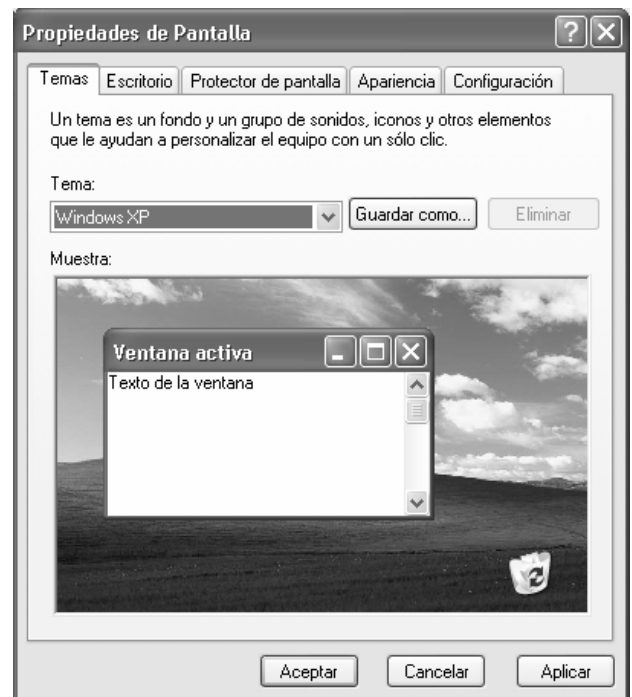 Propiedades de Pantalla
Temas Escritorio Protector de pantalla Apariencia Configuración
Un tema es un fondo y un grupo de sonidos, iconos y otros elementos
que le ayudan a personalizar el equipo con un sólo clic.
Tema:
Windows XP Guardar como... Eliminar
Muestra:
Ventana activa
Texto de la ventana
Aceptar Cancelar Aplicar